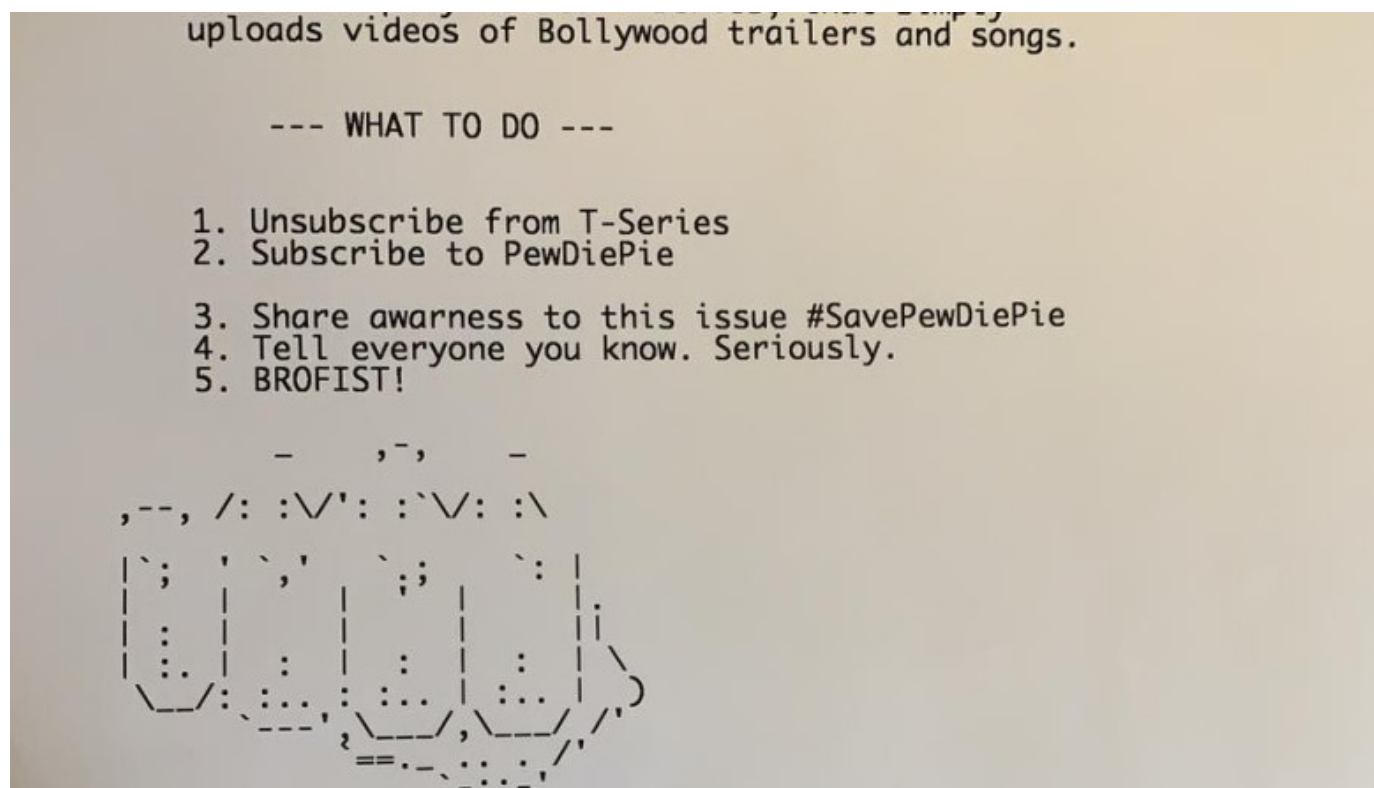 uploads videos of Bollywood trailers and songs.
--- WHAT TO DO ---
1. Unsubscribe from T-Series
2. Subscribe to PewDiePie
3. Share awarness to this issue #SavePewDiePie
4. Tell everyone you know. Seriously.
5. BROFIST!